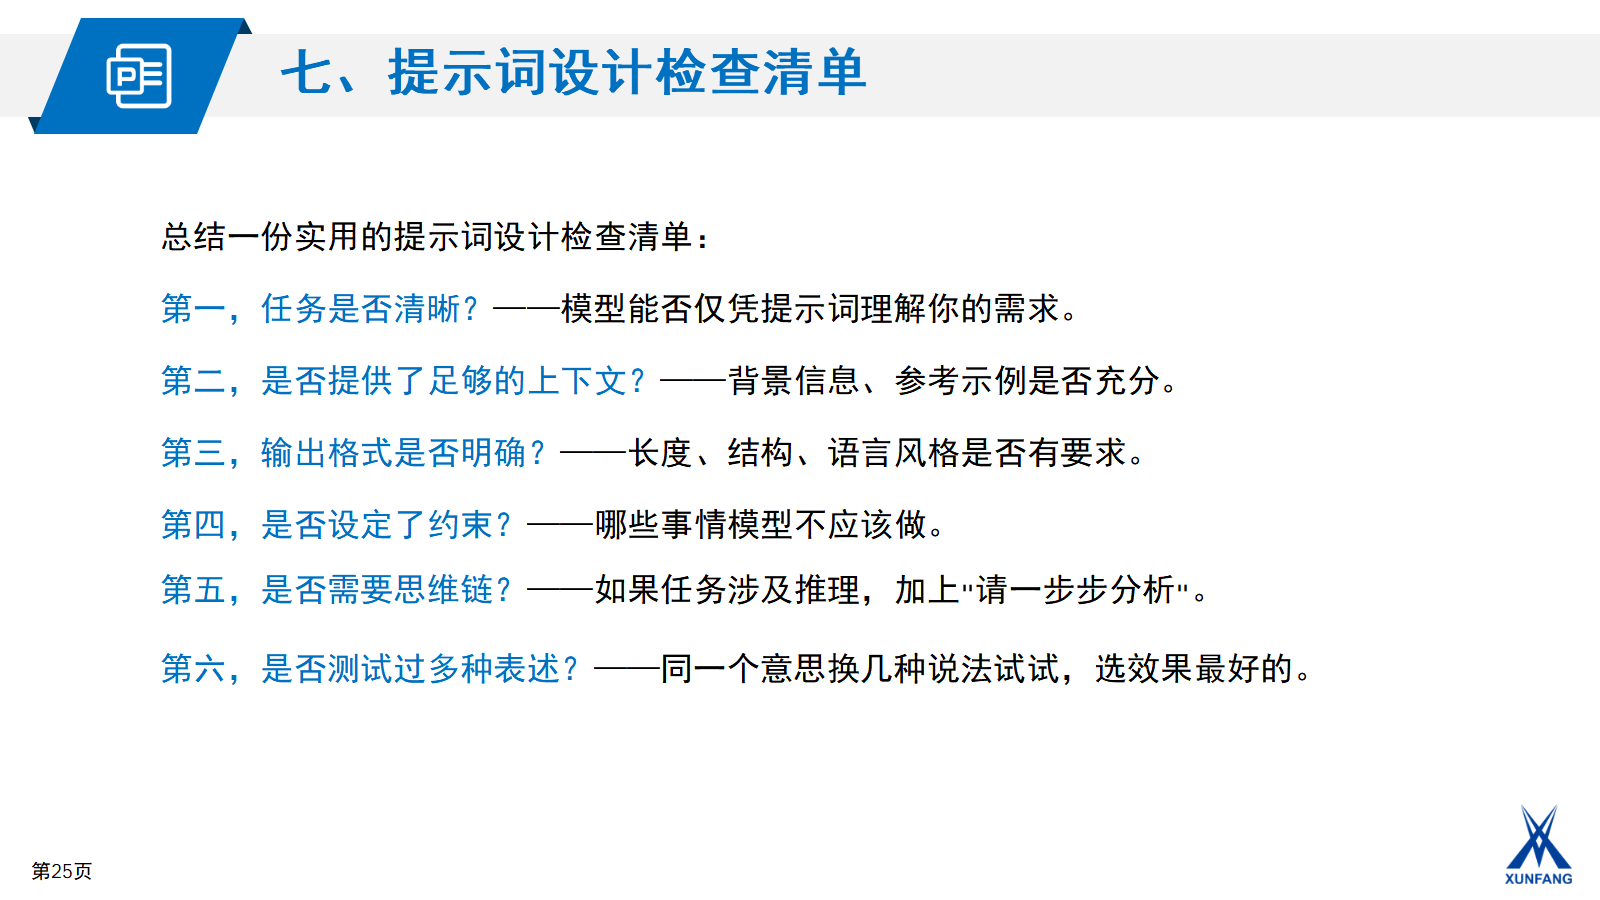 七、提示词设计检查清单
总结一份实用的提示词设计检查清单：
第一，任务是否清晰？——模型能否仅凭提示词理解你的需求。
第二，是否提供了足够的上下文？——背景信息、参考示例是否充分。
第三，输出格式是否明确？——长度、结构、语言风格是否有要求。
第四，是否设定了约束？——哪些事情模型不应该做。
第五，是否需要思维链？——如果任务涉及推理，加上"请一步步分析"。
第六，是否测试过多种表述？——同一个意思换几种说法试试，选效果最好的。
第25页
XUNFANG